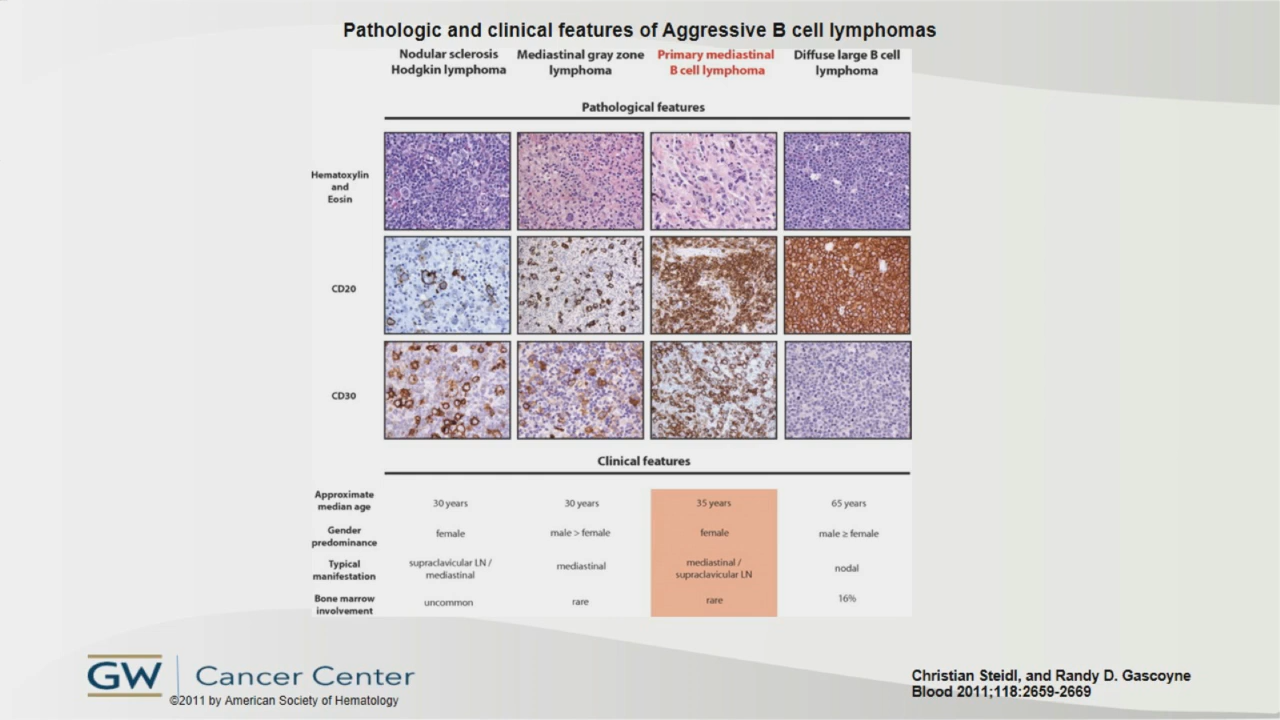 Pathologic and clinical features of Aggressive B cell lymphomas
Nodular sclerosis
Hodgkin lymphoma
Mediastinal gray zone
lymphoma
Primary mediastinal
B cell lymphoma
Diffuse large B cell
lymphoma
Pathological features
Hematoxylin
and
Eosin
CD20
CD30
Clinical features
Approximate
median age
30 years
30 years
35 years
65 years
Gender
predominance
female
male > female
female
male ≥ female
Typical
manifestation
supraclavicular LN /
mediastinal
mediastinal
mediastinal /
supraclavicular LN
nodal
Bone marrow
involvement
uncommon
rare
rare
16%
GW Cancer Center
©2011 by American Society of Hematology
Christian Steidl, and Randy D. Gascoyne
Blood 2011;118:2659-2669